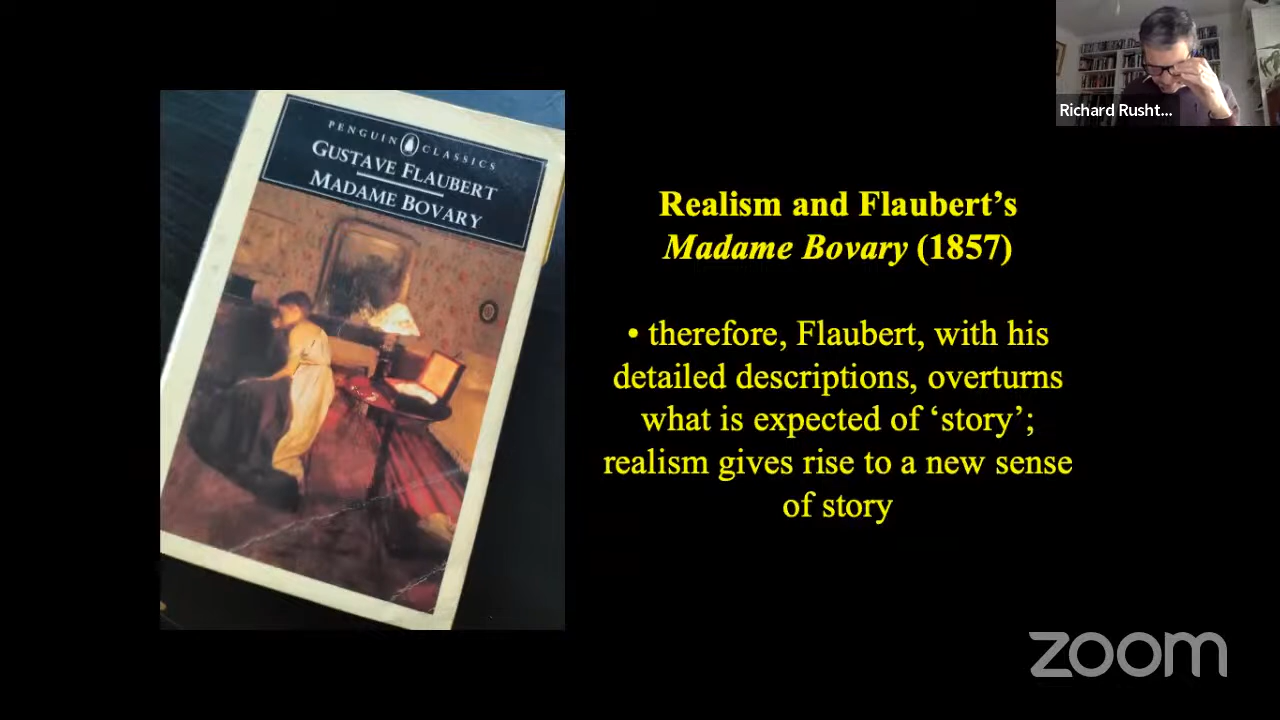 Richard Rusht...
PENGUIN CLASSICS
GUSTAVE FLAUBERT
MADAME BOVARY
Realism and Flaubert’s
Madame Bovary (1857)
• therefore, Flaubert, with his
detailed descriptions, overturns
what is expected of ‘story’;
realism gives rise to a new sense
of story
zoom